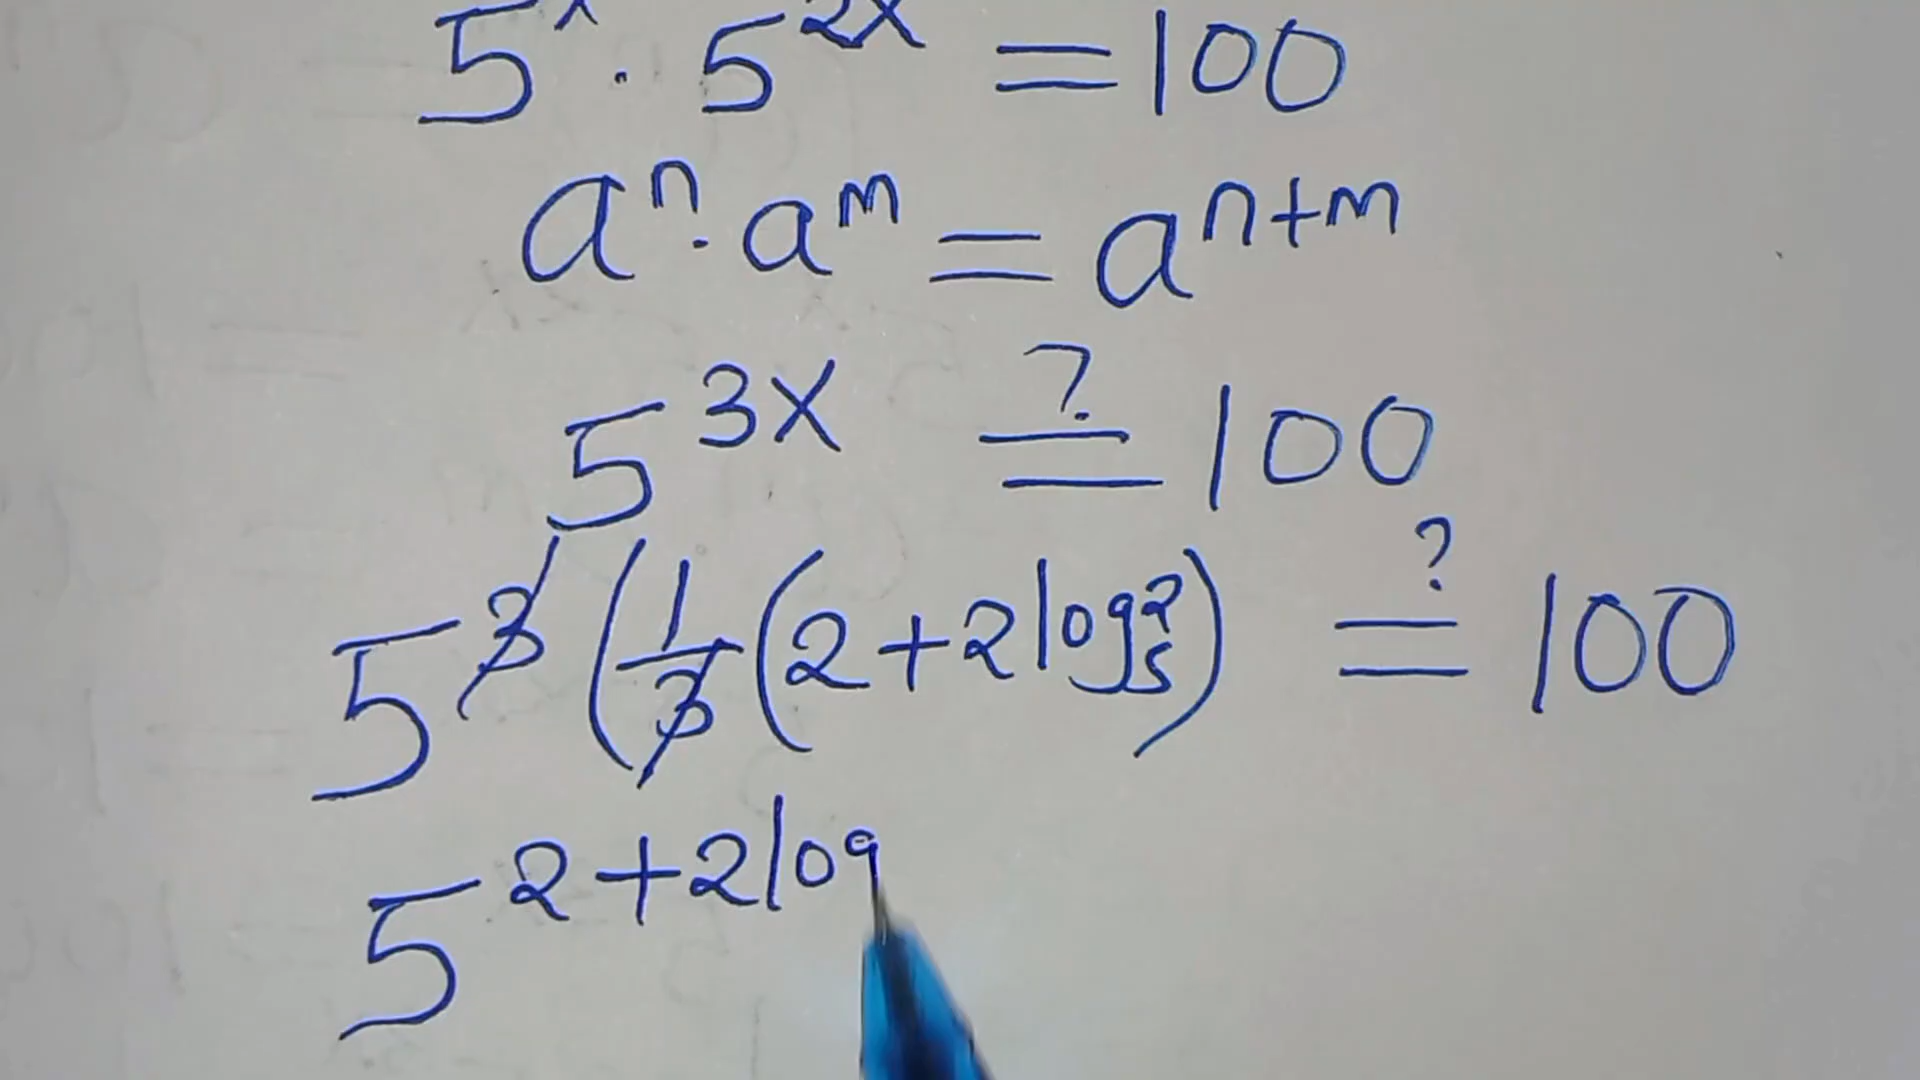 5^x · 5^2x = 100
a^n · a^m = a^n+m
5^3x ?= 100
5^3 (1/3 (2+2log_5^2) ?= 100
5^2+2log